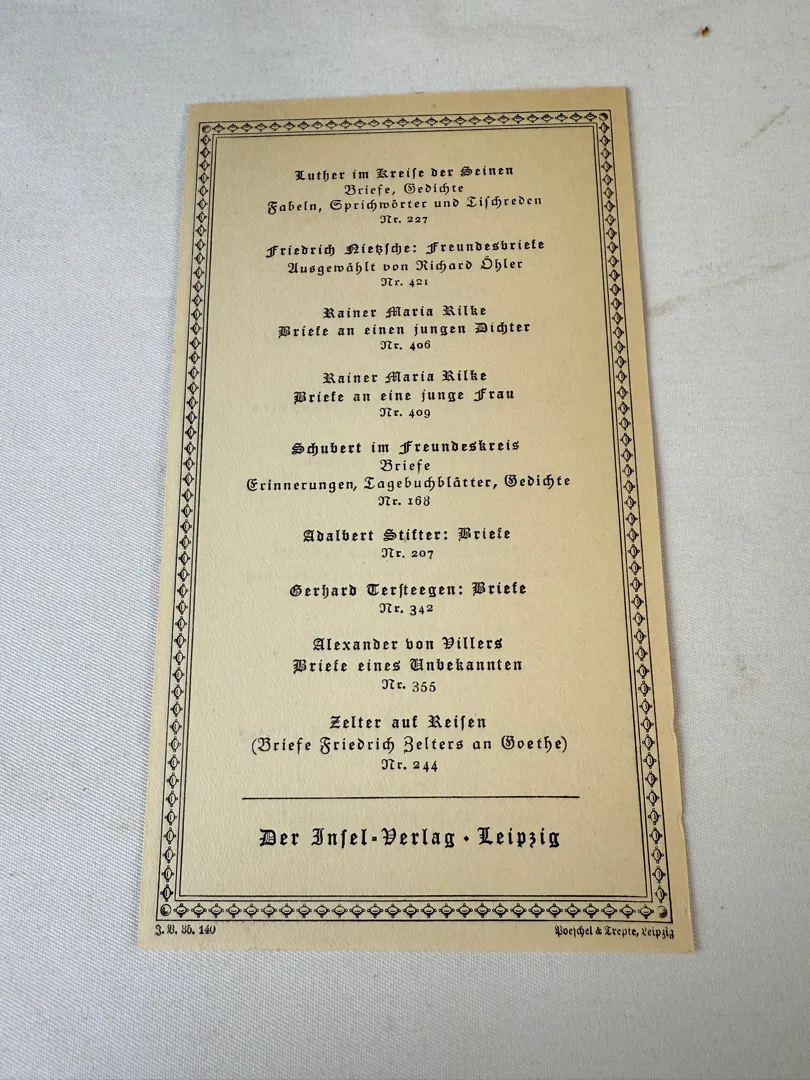 Luther im Kreise der Seinen
Briefe, Gedichte
Fabeln, Sprichwörter und Tischreden
Nr. 227
Friedrich Nietzsche: Freundesbriefe
Ausgewählt von Richard Öhler
Nr. 421
Rainer Maria Rilke
Briefe an einen jungen Dichter
Nr. 406
Rainer Maria Rilke
Briefe an eine junge Frau
Nr. 409
Schubert im Freundeskreis
Briefe
Erinnerungen, Tagebuchblätter, Gedichte
Nr. 168
Adalbert Stifter: Briefe
Nr. 207
Gerhard Tersteegen: Briefe
Nr. 342
Alexander von Villers
Briefe eines Unbekannten
Nr. 355
Zelter auf Reisen
(Briefe Friedrich Zelters an Goethe)
Nr. 244
Der Insel-Verlag • Leipzig
J. B. 35. 140
Poeschel & Trepte, Leipzig